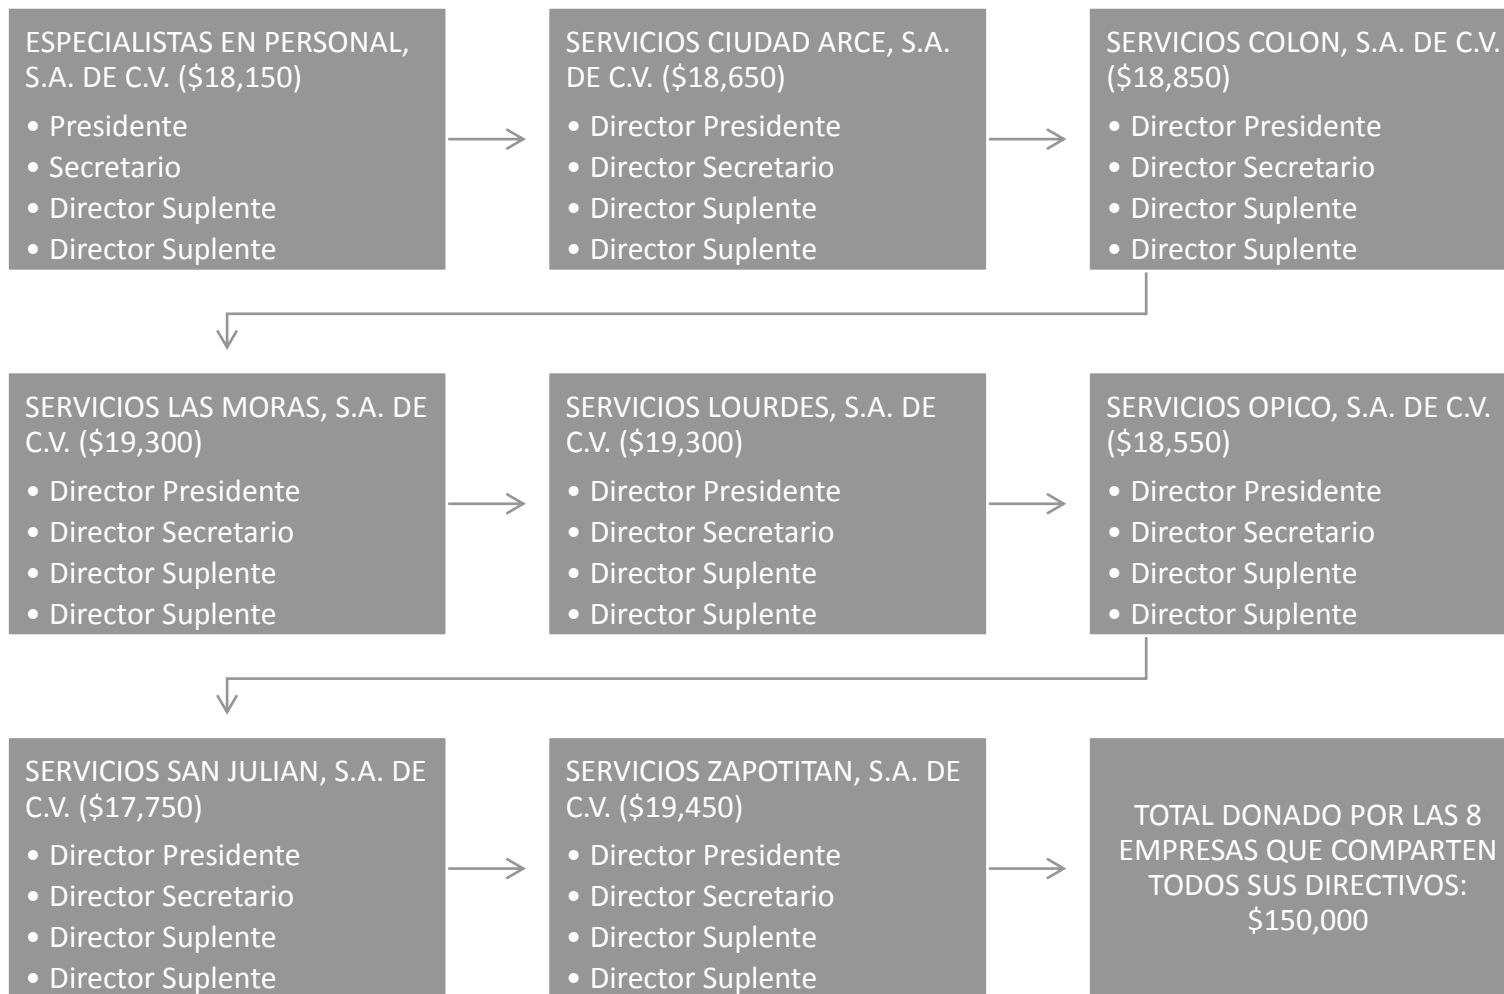 ESPECIALISTAS EN PERSONAL,
S.A. DE C.V. ($18,150)
• Presidente
• Secretario
• Director Suplente
• Director Suplente
SERVICIOS CIUDAD ARCE, S.A.
DE C.V. ($18,650)
• Director Presidente
• Director Secretario
• Director Suplente
• Director Suplente
SERVICIOS COLON, S.A. DE C.V.
($18,850)
• Director Presidente
• Director Secretario
• Director Suplente
• Director Suplente
SERVICIOS LAS MORAS, S.A. DE
C.V. ($19,300)
• Director Presidente
• Director Secretario
• Director Suplente
• Director Suplente
SERVICIOS LOURDES, S.A. DE
C.V. ($19,300)
• Director Presidente
• Director Secretario
• Director Suplente
• Director Suplente
SERVICIOS OPICO, S.A. DE C.V.
($18,550)
• Director Presidente
• Director Secretario
• Director Suplente
• Director Suplente
SERVICIOS SAN JULIAN, S.A. DE
C.V. ($17,750)
• Director Presidente
• Director Secretario
• Director Suplente
• Director Suplente
SERVICIOS ZAPOTITAN, S.A. DE
C.V. ($19,450)
• Director Presidente
• Director Secretario
• Director Suplente
• Director Suplente
TOTAL DONADO POR LAS 8
EMPRESAS QUE COMPARTEN
TODOS SUS DIRECTIVOS:
$150,000